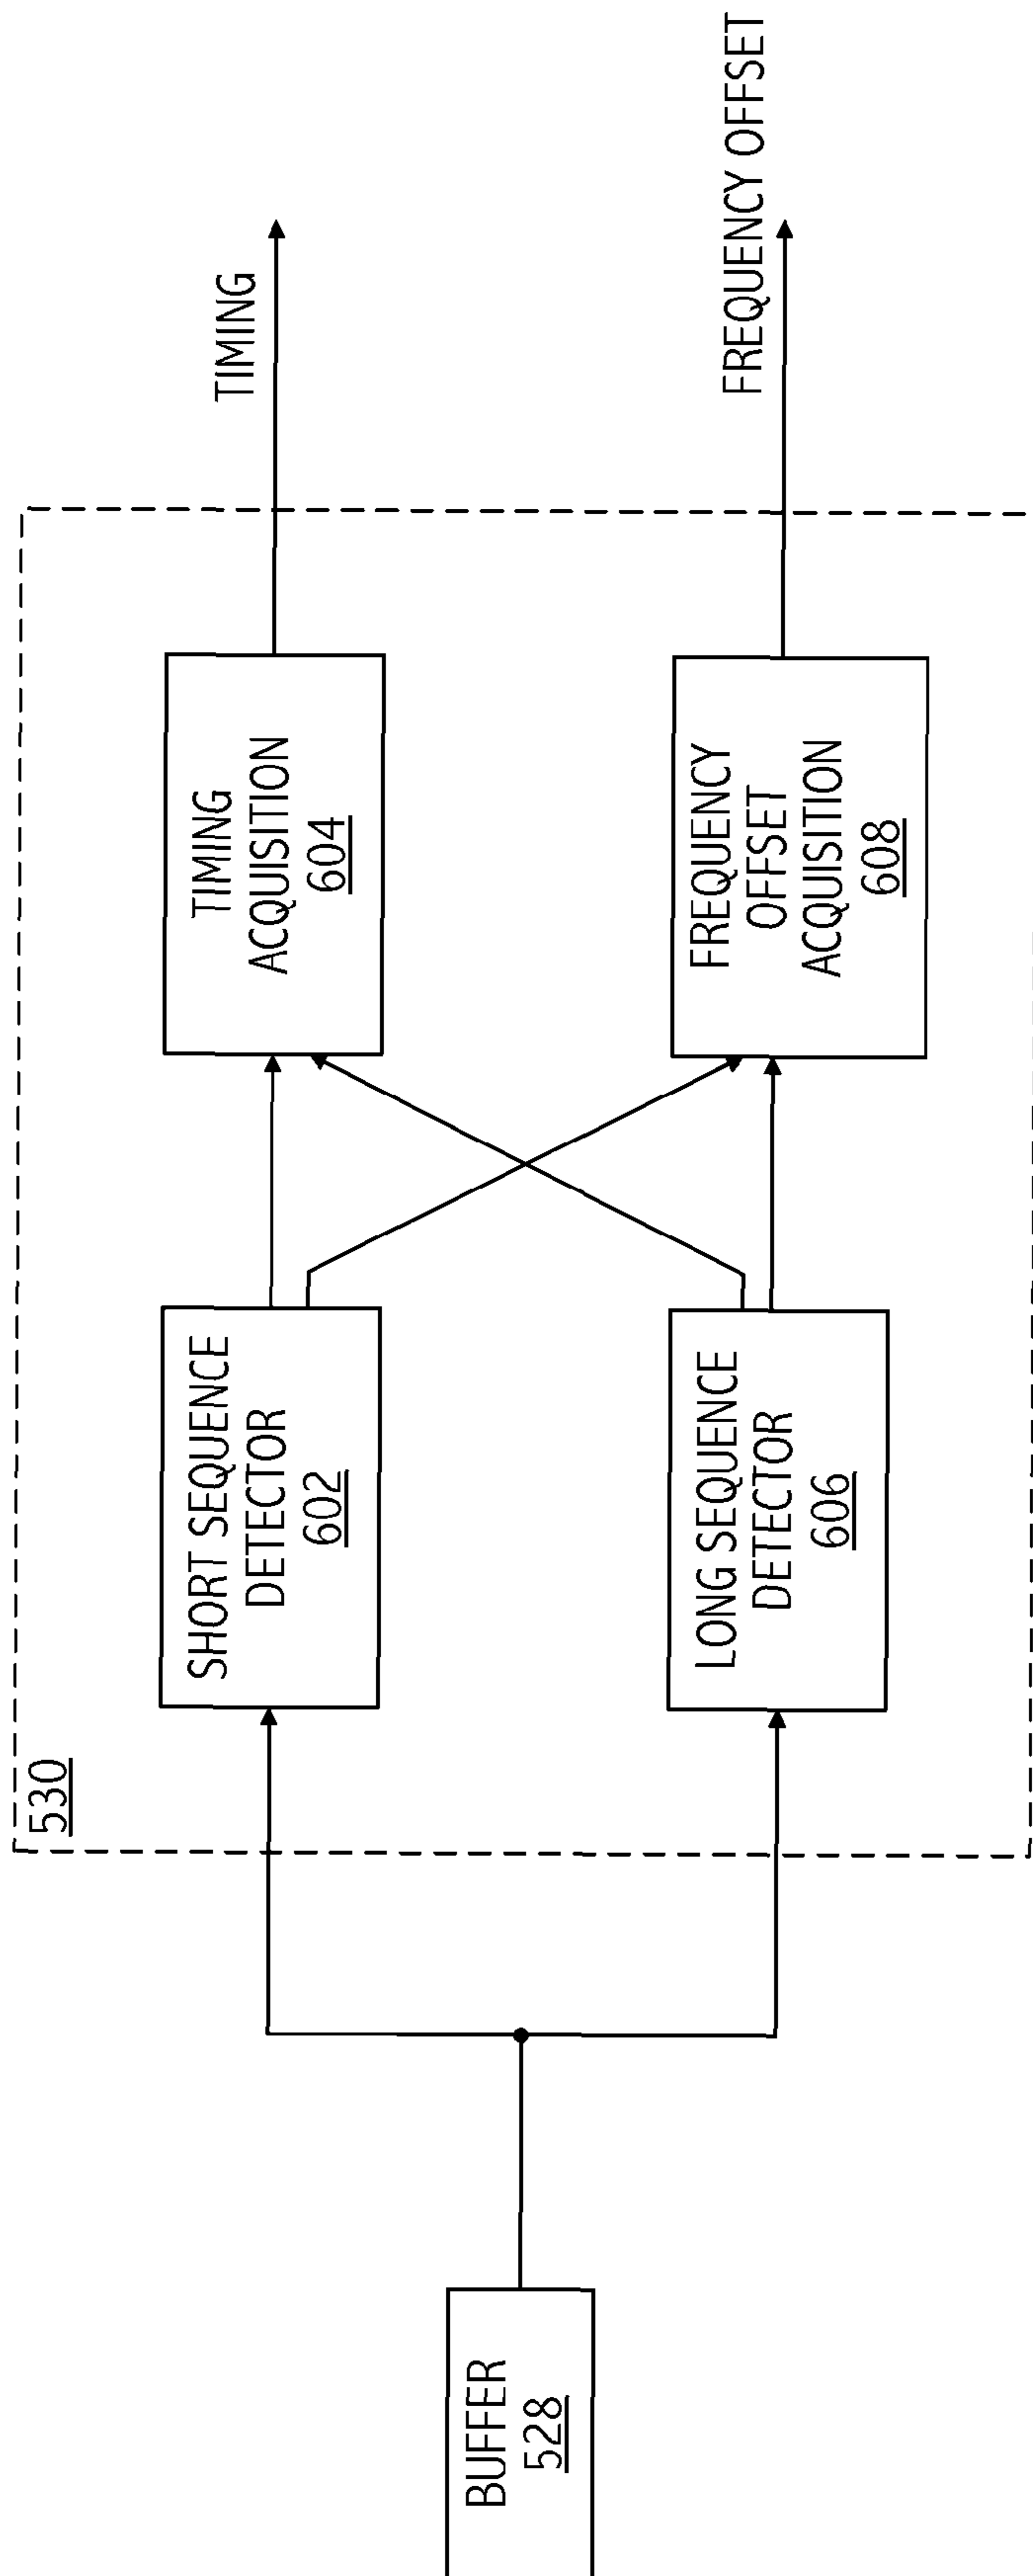 530
BUFFER
528
SHORT SEQUENCE
DETECTOR
602
TIMING
ACQUISITION
604
TIMING
LONG SEQUENCE
DETECTOR
606
FREQUENCY
OFFSET
ACQUISITION
608
FREQUENCY OFFSET